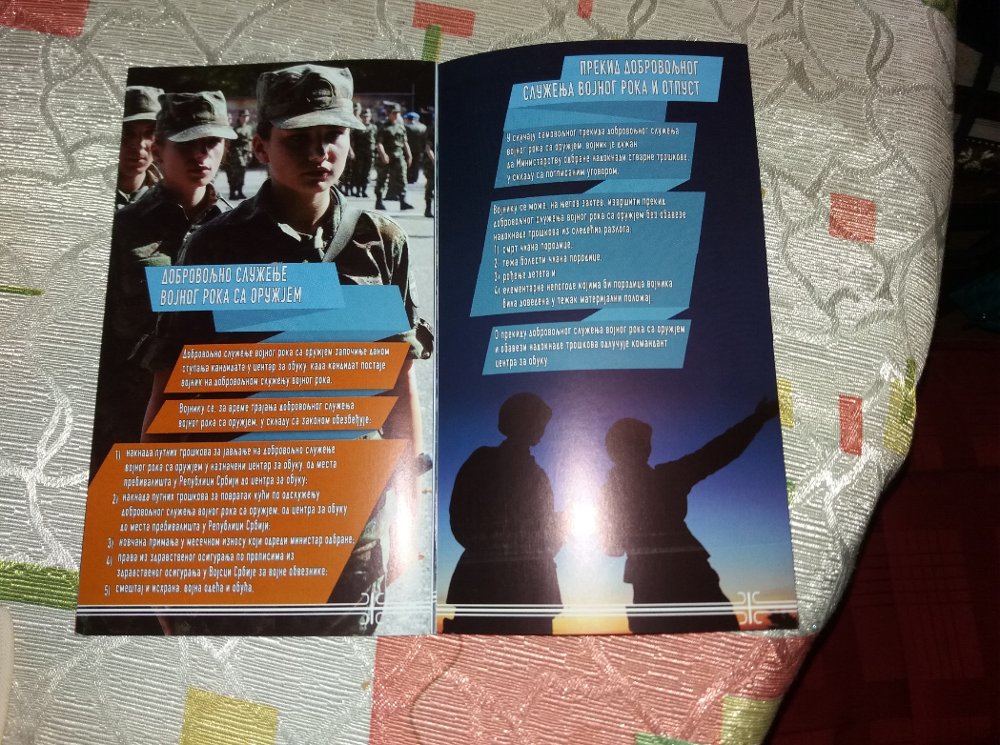 ДОБРОВОЉНО СЛУЖЕЊЕ
ВОЈНОГ РОКА СА ОРУЖЈЕМ
Добровољно служење војног рока са оружјем започиње даном
ступања кандидата у центар за обуку, када кандидат постаје
војник на добровољном служењу војног рока.
Војнику се, за време трајања добровољног служења
војног рока са оружјем, у складу са законом обезбеђује:
1) накнада путних трошкова за јављање на добровољно служење
војног рока са оружјем у назначени центар за обуку, од места
пребивалишта у Републици Србији до центра за обуку;
2) накнада путних трошкова за повратак кући по одслужењу
добровољног служења војног рока са оружјем, од центра за обуку
до места пребивалишта у Републици Србији;
3) новчана примања у месечном износу који одреди министар одбране;
4) права из здравственог осигурања по прописима из
здравственог осигурања у Војсци Србије за војне обвезнике;
5) смештај и исхрана, војна одећа и обућа.
ПРЕКИД ДОБРОВОЉНОГ
СЛУЖЕЊА ВОЈНОГ РОКА И ОТПУСТ
У случају самовољног прекида добровољног служења
војног рока са оружјем, војник је дужан
да Министарству одбране надокнади стварне трошкове
у складу са потписаним уговором.
Војнику се може, на његов захтев, извршити прекид
добровољног служења војног рока са оружјем без обавезе
надокнаде трошкова из следећих разлога:
1) смрт члана породице,
2) тежа болести члана породице,
3) рођење детета и
4) елементарне непогоде којима би породица војника
била доведена у тежак материјални положај.
О прекиду добровољног служења војног рока са оружјем
и обавези надокнаде трошкова одлучује командант
центра за обуку.